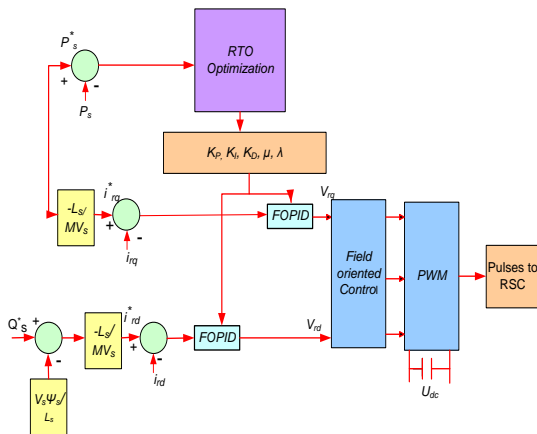 P*s
+
-
Ps
RTO
Optimization
KP, KI, KD, μ, λ
-Ls/
MVs
i*rq
+
-
irq
FOPID
Vrq
Field
oriented
Control
PWM
Pulses to
RSC
Q*s
+
-
-Ls/
MVs
i*rd
+
-
ird
FOPID
Vrd
Udc
VsΨs/
Ls